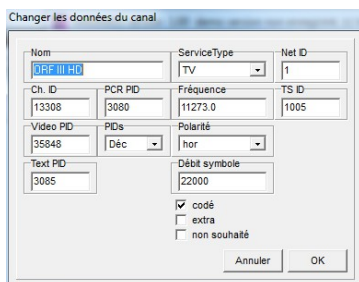 Changer les données du canal
Nom ServiceType Net ID
ORF III HD TV 1
Ch. ID PCR PID Fréquence TS ID
13308 3080 11273.0 1005
Video PID PIDs Polarité
35848 Déc hor
Text PID Débit symbole
3085 22000
codé
extra
non souhaité
Annuler OK